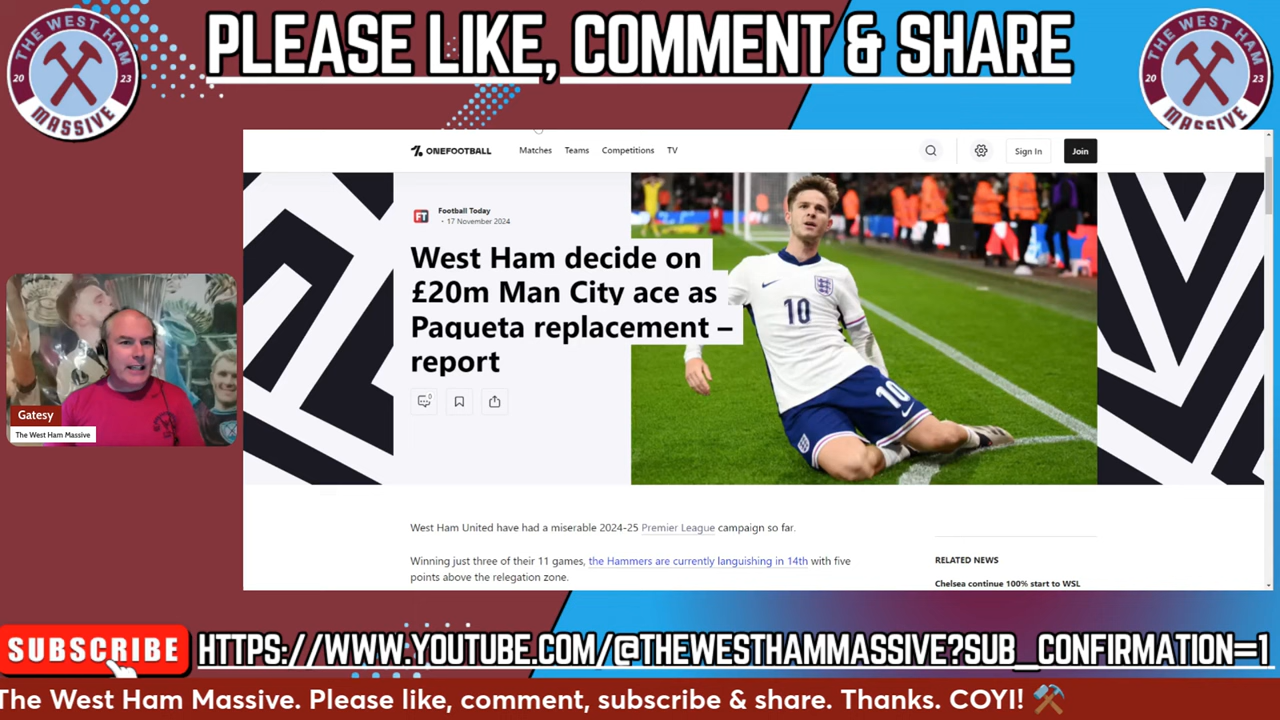 PLEASE LIKE, COMMENT & SHARE
THE WEST HAM
20 23
MASSIVE
THE WEST HAM
20 23
MASSIVE
ONEFOOTBALL Matches Teams Competitions TV Sign In Join
FT Football Today
• 17 November 2024
West Ham decide on
£20m Man City ace as
Paqueta replacement –
report
0
10
10
West Ham United have had a miserable 2024-25 Premier League campaign so far.
Winning just three of their 11 games, the Hammers are currently languishing in 14th with five
points above the relegation zone.
RELATED NEWS
Chelsea continue 100% start to WSL
Gatesy
The West Ham Massive
SUBSCRIBE HTTPS://WWW.YOUTUBE.COM/@THEWESTHAMMASSIVE?SUB_CONFIRMATION=1
The West Ham Massive. Please like, comment, subscribe & share. Thanks. COYI! ⚒️